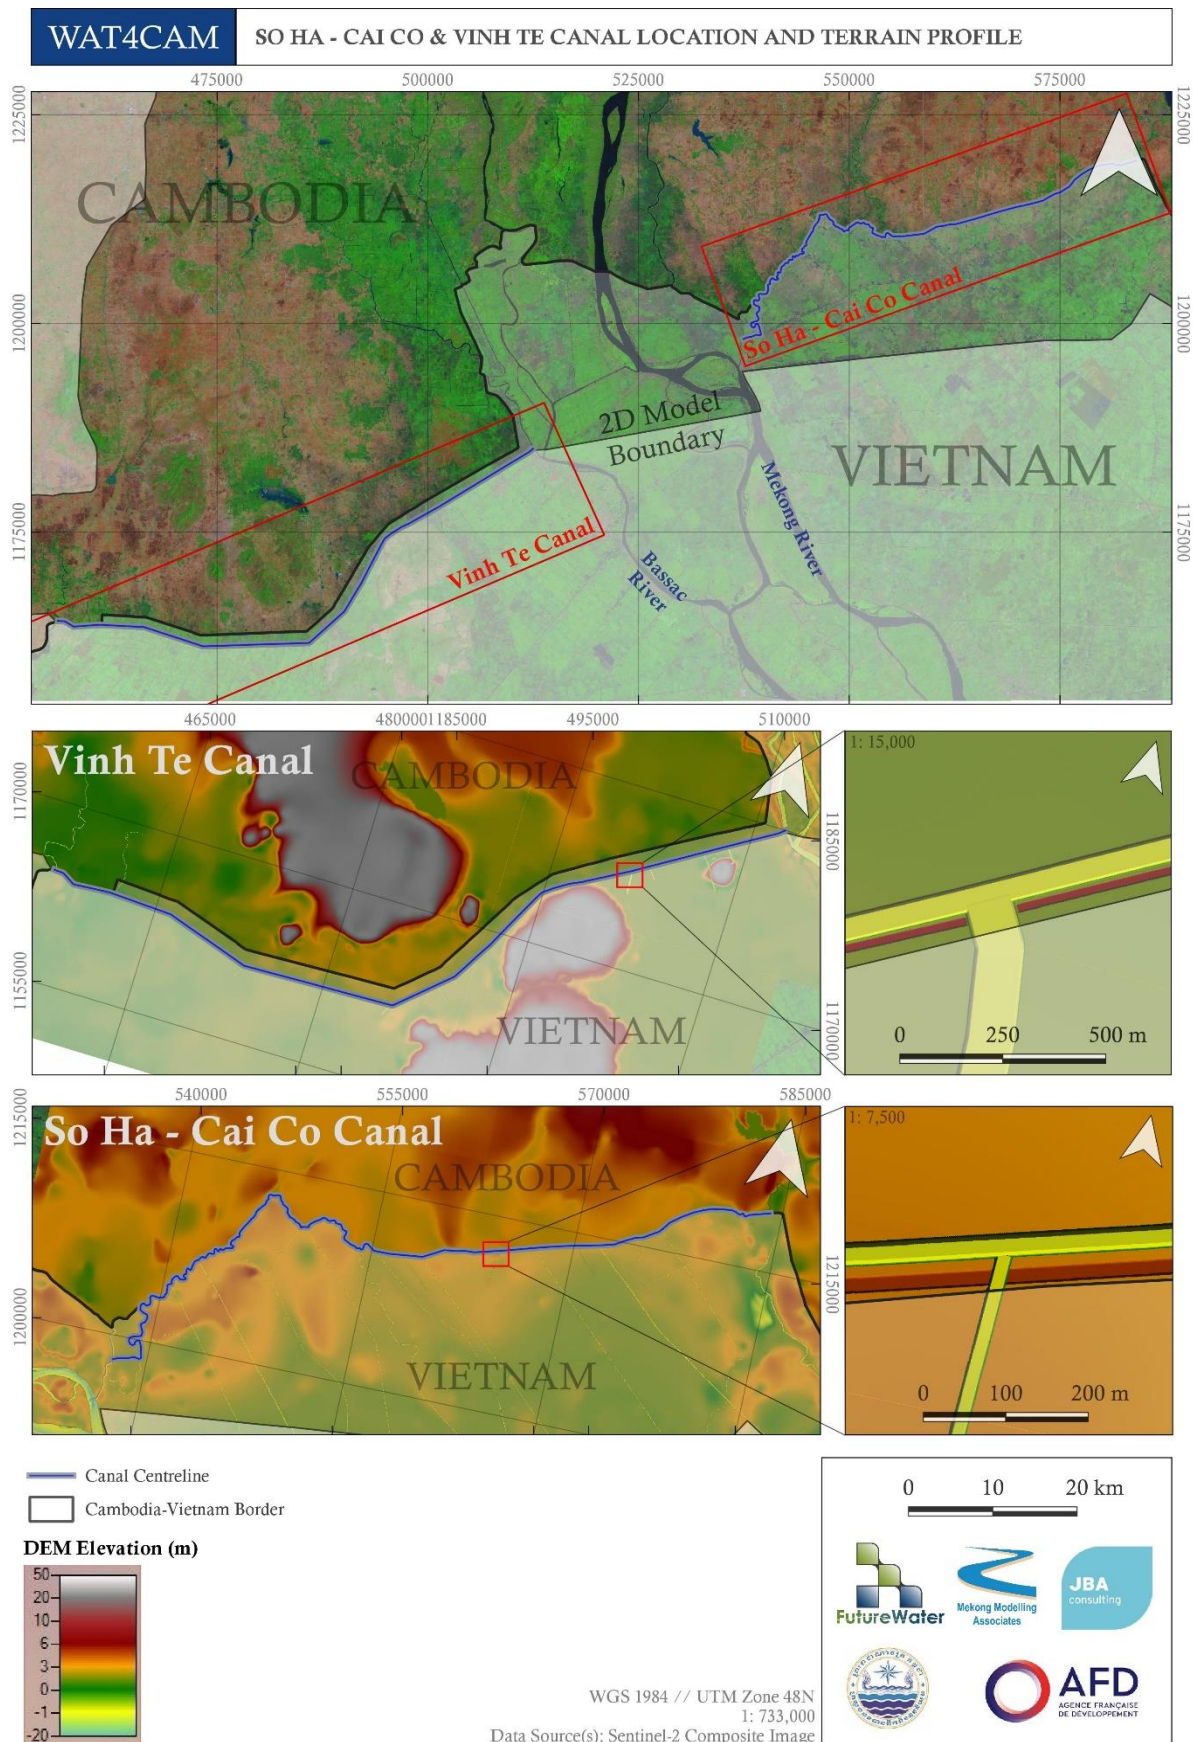 WAT4CAM
SO HA - CAI CO & VINH TE CANAL LOCATION AND TERRAIN PROFILE
475000 500000 525000 550000 575000
1225000
1225000
CAMBODIA
1200000
1200000
So Ha - Cai Co Canal
2D Model
Boundary
VIETNAM
Mekong River
1175000
1175000
Vinh Te Canal
Bassac
River
465000 480000 1185000 495000 510000
Vinh Te Canal
CAMBODIA
1: 15,000
1170000
1185000
1155000
1170000
VIETNAM
0 250 500 m
540000 555000 570000 585000
1215000
So Ha - Cai Co Canal
CAMBODIA
1: 7,500
1200000
1215000
VIETNAM
0 100 200 m
Canal Centreline
Cambodia-Vietnam Border
DEM Elevation (m)
50
20
10
6
3
0
-1
-20
0 10 20 km
FutureWater
Mekong Modelling
Associates
JBA
consulting
AFD
AGENCE FRANÇAISE
DE DÉVELOPPEMENT
WGS 1984 // UTM Zone 48N
1: 733,000
Data Source(s): Sentinel-2 Composite Image